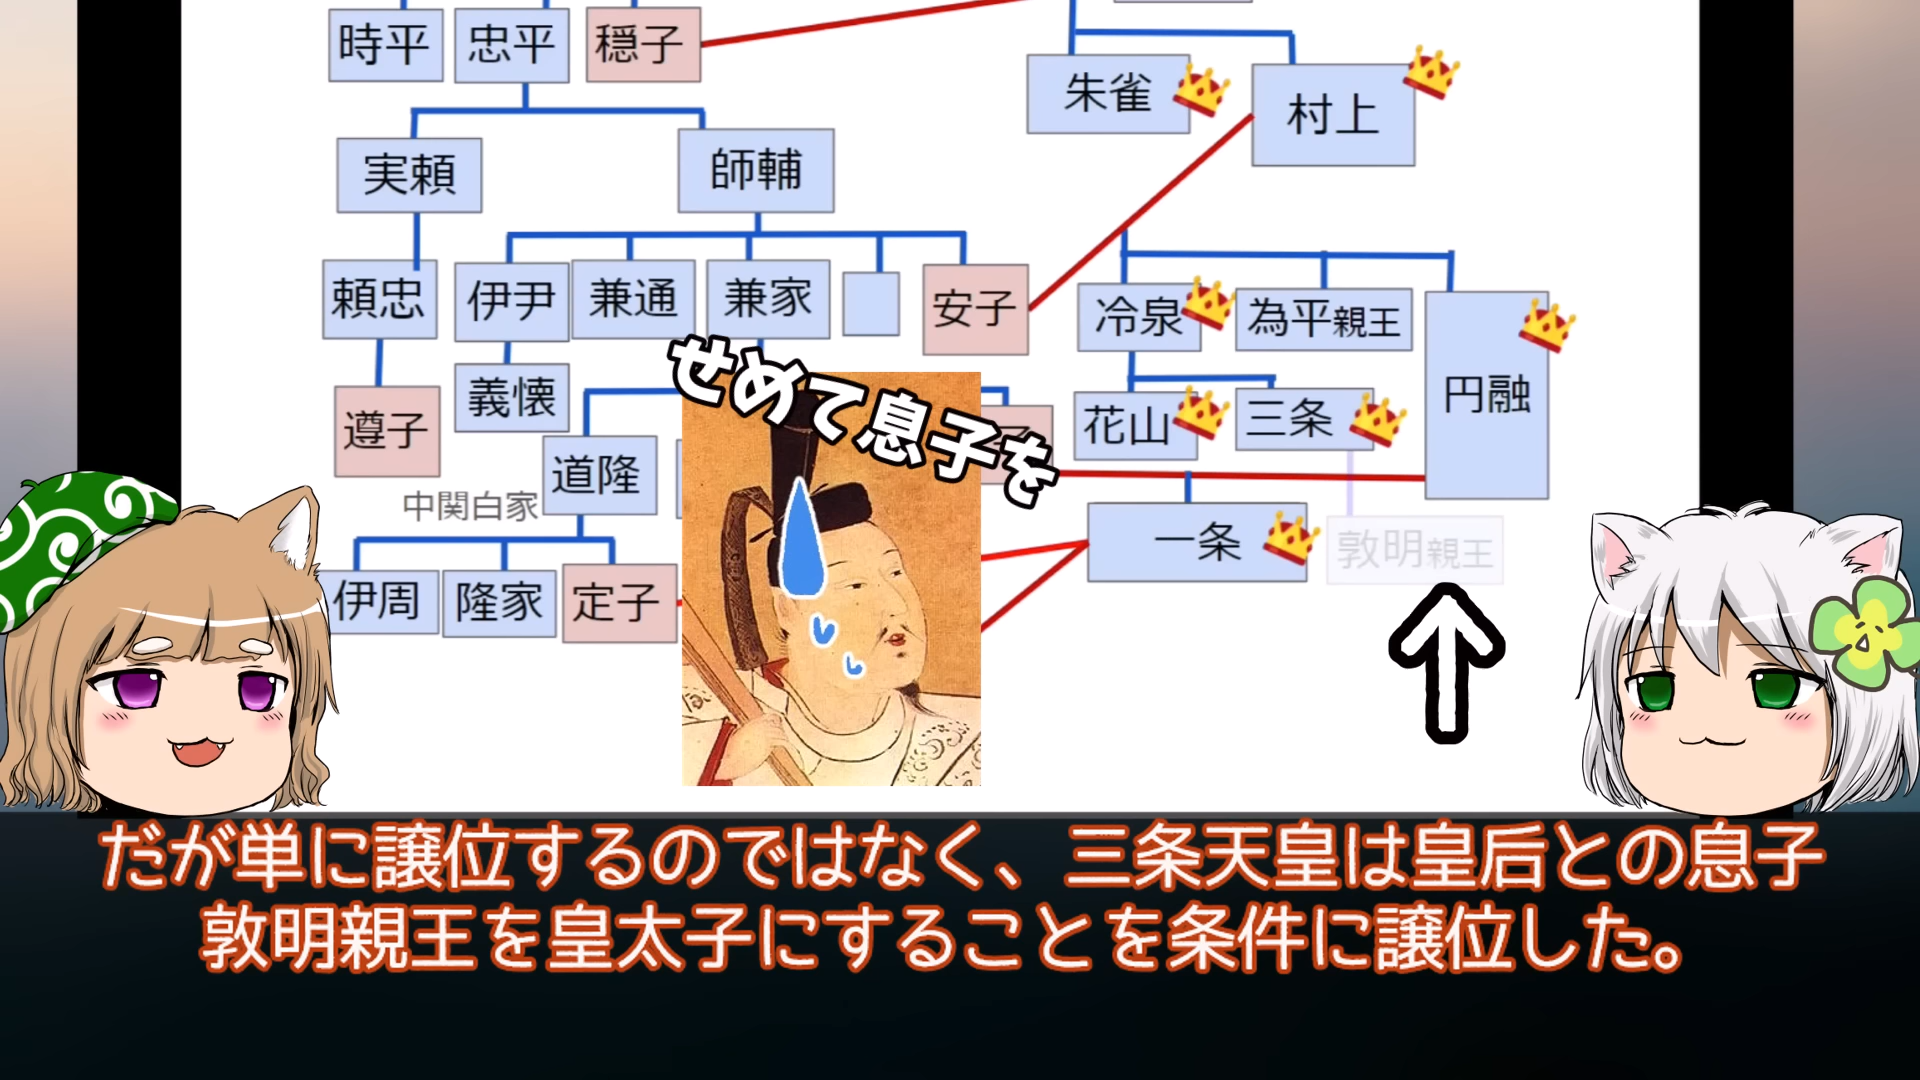 時平
忠平
穏子
朱雀
村上
実頼
師輔
頼忠
伊尹
兼通
兼家
安子
冷泉
為平親王
円融
せめて息子を
遵子
義懐
花山
三条
道隆
中関白家
一条
敦明親王
伊周
隆家
定子
だが単に譲位するのではなく、三条天皇は皇后との息子
敦明親王を皇太子にすることを条件に譲位した。